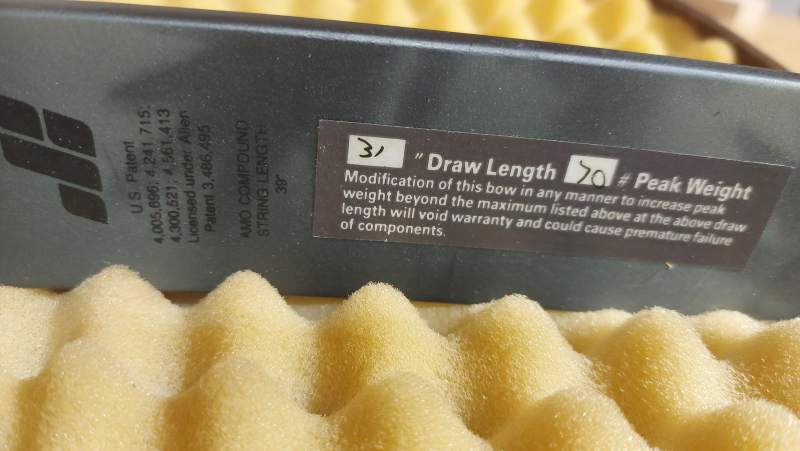 U.S. Patent
4,005,696; 4,241,715;
4,300,521; 4,561,413
Licensed under Allen
Patent 3,486,495
AMO COMPOUND
STRING LENGTH
39"
31 " Draw Length 70 # Peak Weight
Modification of this bow in any manner to increase peak
weight beyond the maximum listed above at the above draw
length will void warranty and could cause premature failure
of components.